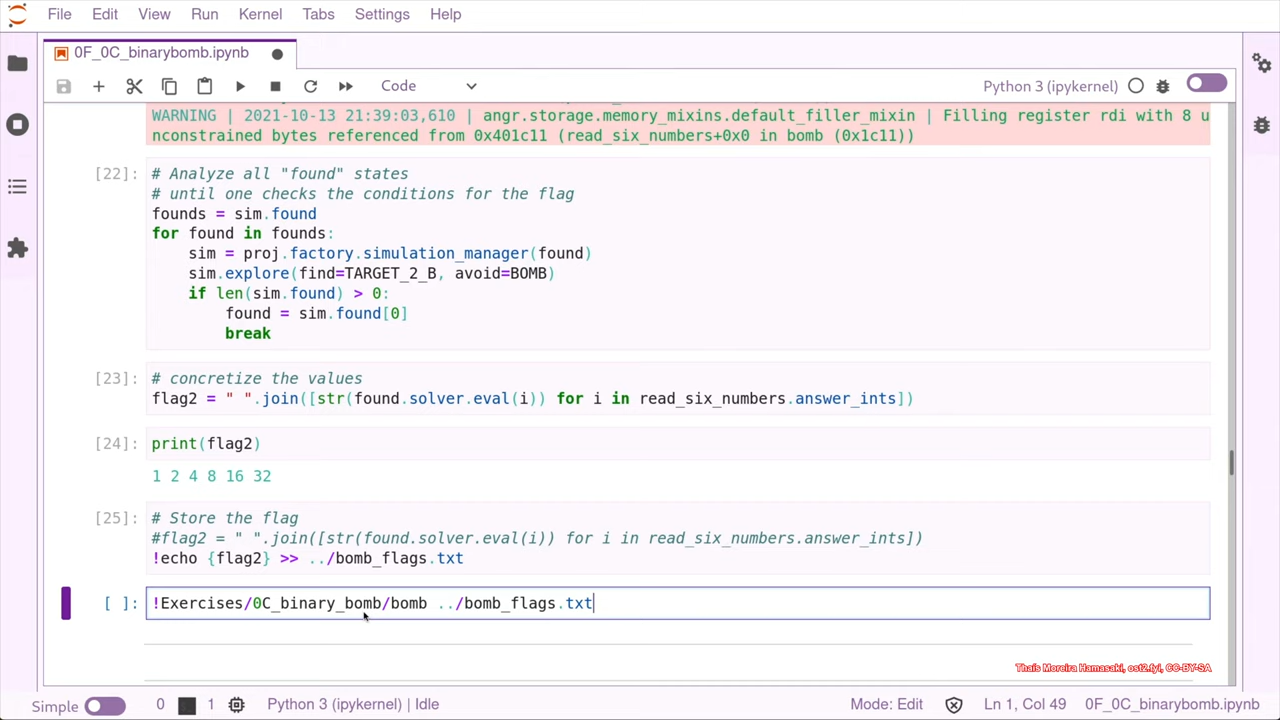 File Edit View Run Kernel Tabs Settings Help
0F_0C_binarybomb.ipynb
Code
Python 3 (ipykernel)
WARNING | 2021-10-13 21:39:03,610 | angr.storage.memory_mixins.default_filler_mixin | Filling register rdi with 8 u
nconstrained bytes referenced from 0x401c11 (read_six_numbers+0x0 in bomb (0x1c11))
[22]:
# Analyze all "found" states
# until one checks the conditions for the flag
founds = sim.found
for found in founds:
    sim = proj.factory.simulation_manager(found)
    sim.explore(find=TARGET_2_B, avoid=BOMB)
    if len(sim.found) > 0:
        found = sim.found[0]
        break
[23]:
# concretize the values
flag2 = " ".join([str(found.solver.eval(i)) for i in read_six_numbers.answer_ints])
[24]:
print(flag2)
1 2 4 8 16 32
[25]:
# Store the flag
#flag2 = " ".join([str(found.solver.eval(i)) for i in read_six_numbers.answer_ints])
!echo {flag2} >> ../bomb_flags.txt
[ ]:
!Exercises/0C_binary_bomb/bomb ../bomb_flags.txt
Thais Moreira Hamasaki, ost2.fyi, CC-BY-SA
Simple 0 1 Python 3 (ipykernel) | Idle Mode: Edit Ln 1, Col 49 0F_0C_binarybomb.ipynb